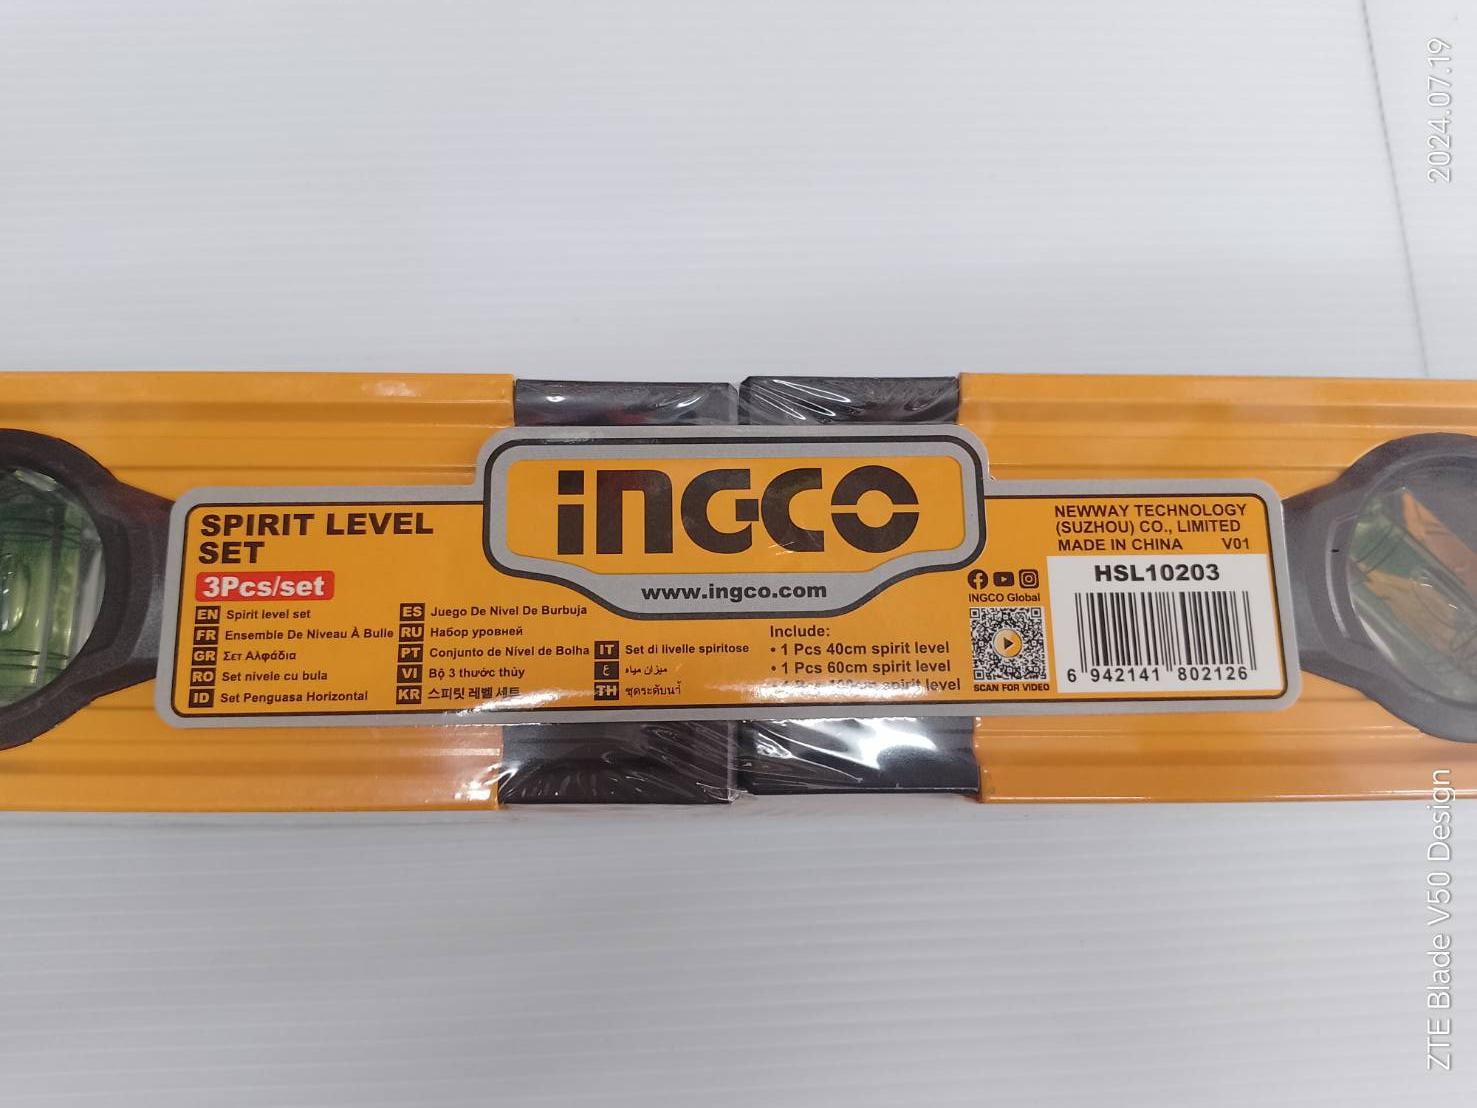 2024.07.19
INGCO
www.ingco.com
SPIRIT LEVEL
SET
3Pcs/set
EN Spirit level set
FR Ensemble De Niveau À Bulle
GR Σετ Αλφάδια
RO Set nivele cu bula
ID Set Penguasa Horizontal
ES Juego De Nivel De Burbuja
RU Набор уровней
PT Conjunto de Nível de Bolha
VI Bộ 3 thước thủy
KR 스피릿 레벨 세트
IT Set di livelle spiritose
ع ميزان مياه
TH ชุดระดับน้ำ
Include:
• 1 Pcs 40cm spirit level
• 1 Pcs 60cm spirit level
• 1 Pcs 100cm spirit level
INGCO Global
SCAN FOR VIDEO
NEWWAY TECHNOLOGY
(SUZHOU) CO., LIMITED
MADE IN CHINA V01
HSL10203
6 942141 802126
ZTE Blade V50 Design